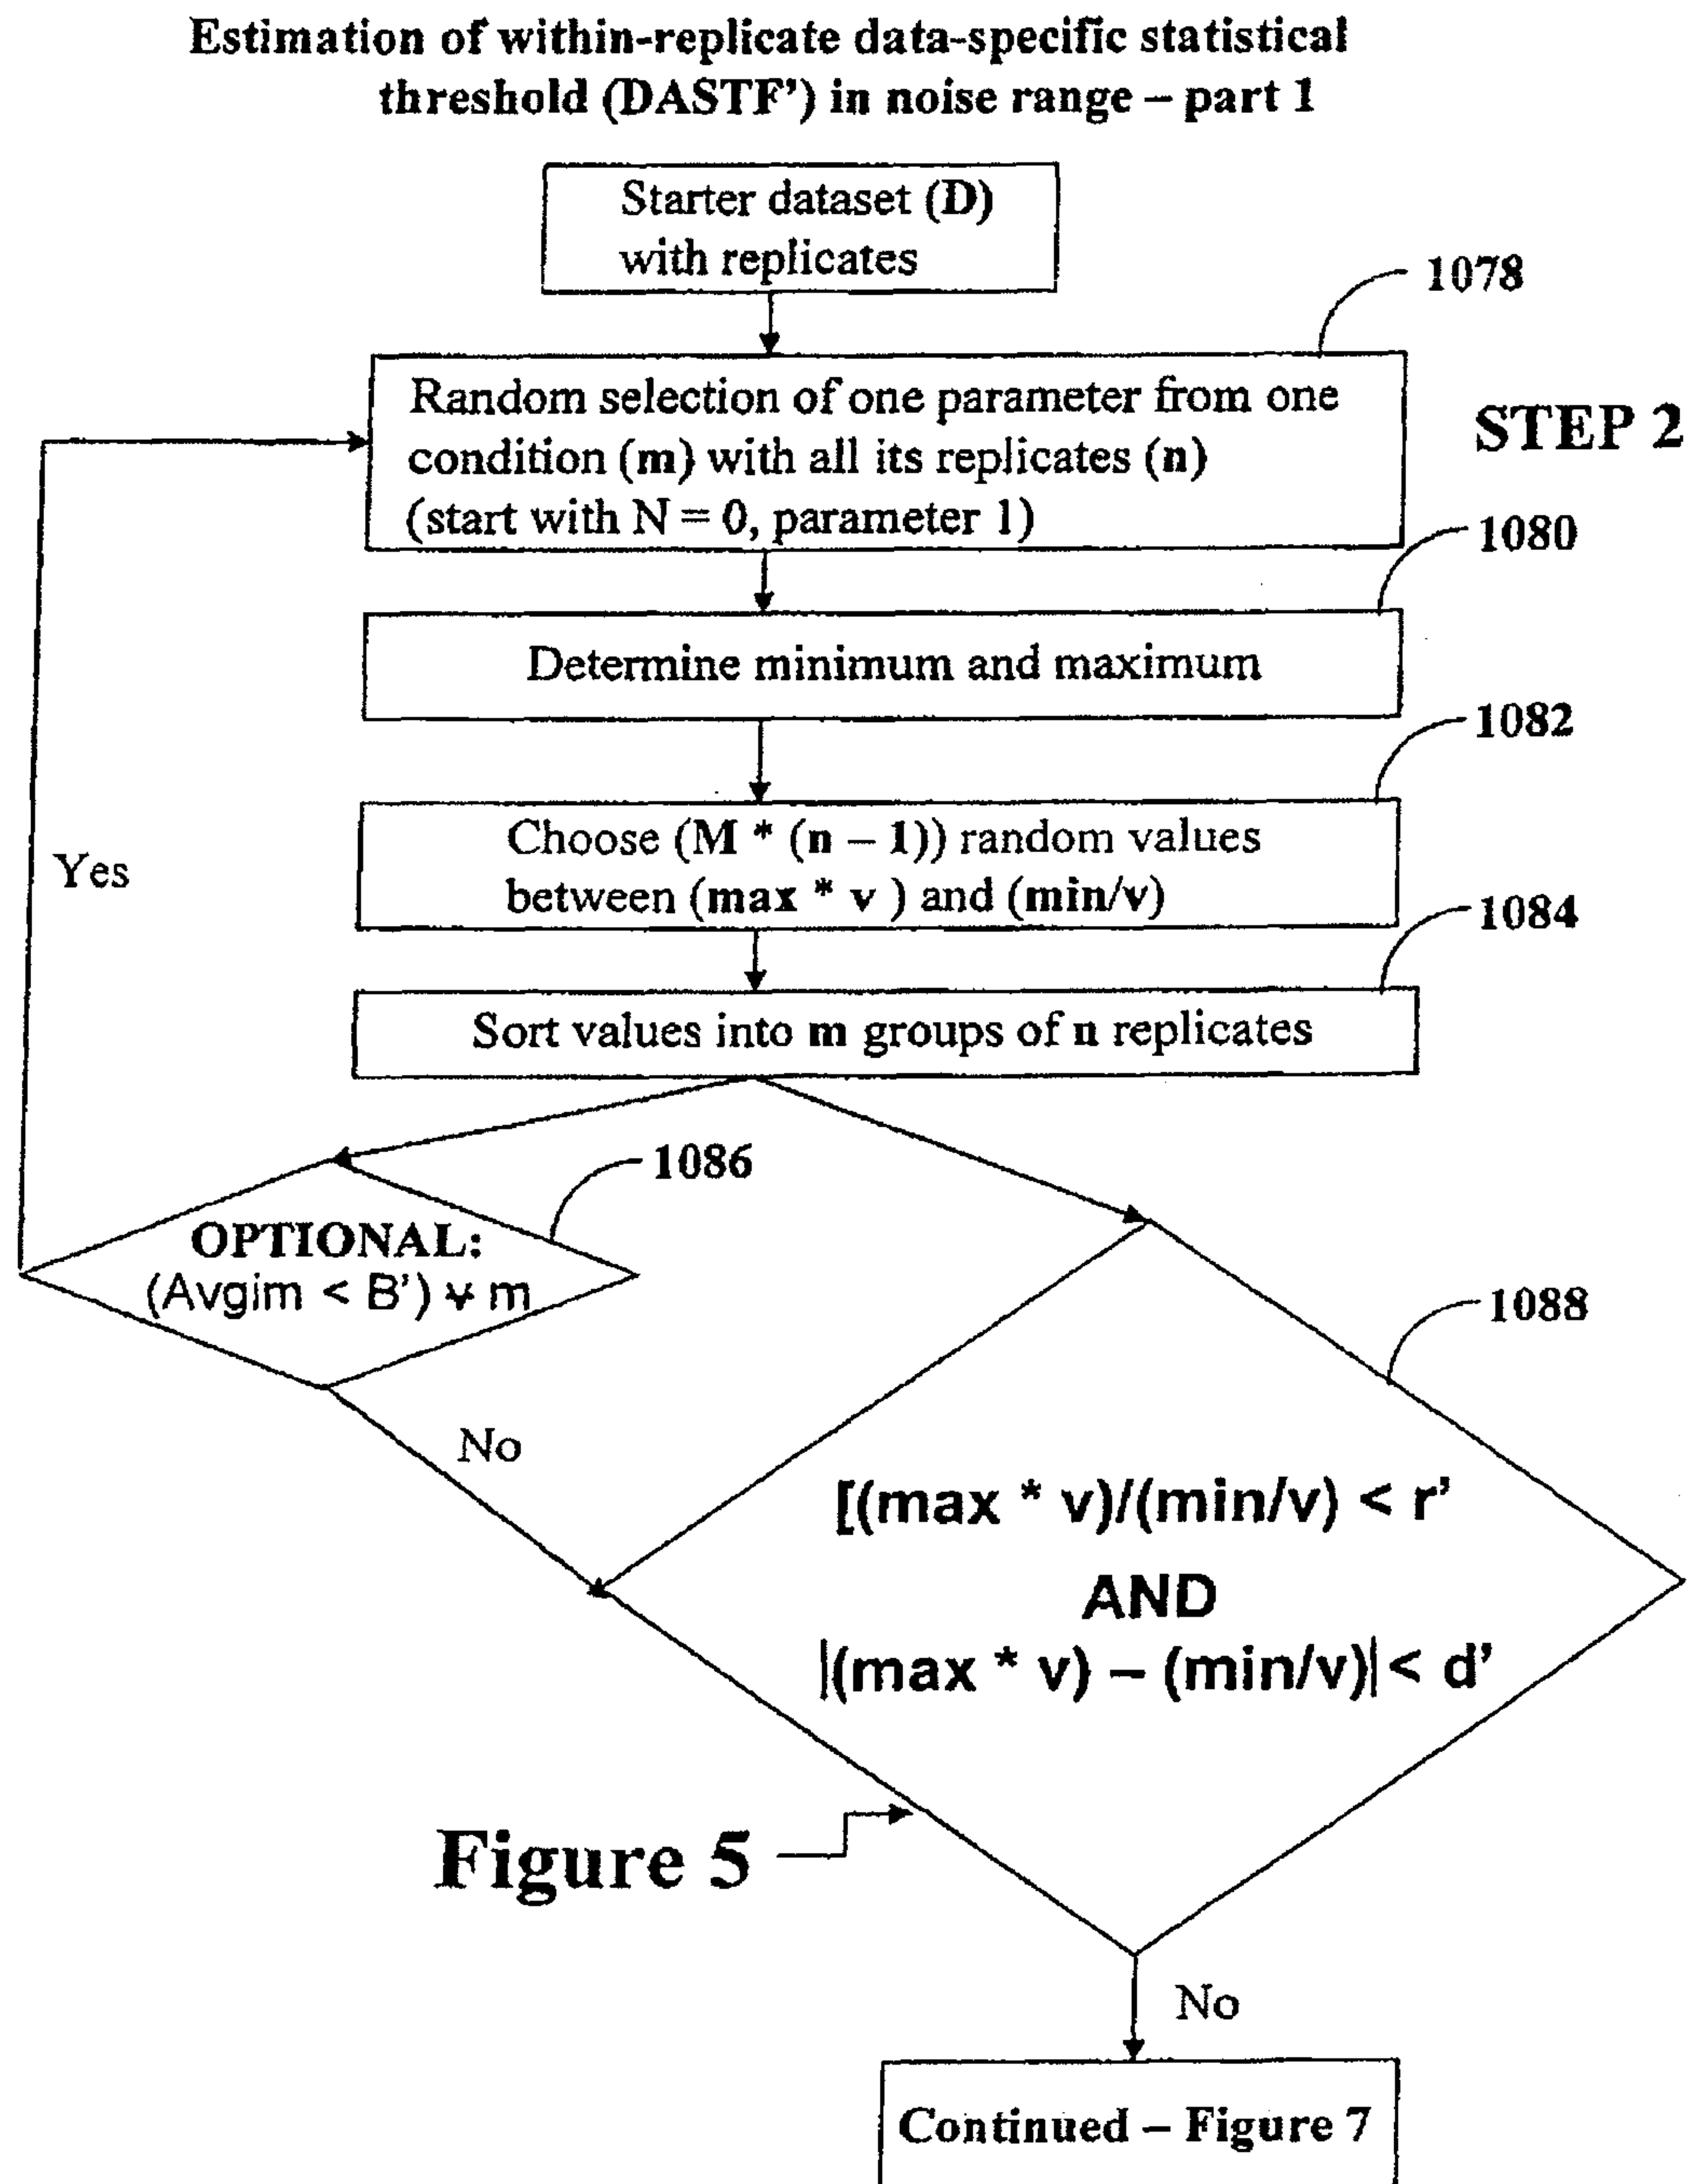 Estimation of within-replicate data-specific statistical
threshold (DASTF’) in noise range – part 1
Starter dataset (D)
with replicates
1078
Random selection of one parameter from one
condition (m) with all its replicates (n)
(start with N = 0, parameter 1)
STEP 2
1080
Determine minimum and maximum
1082
Choose (M * (n – 1)) random values
between (max * v ) and (min/v)
1084
Sort values into m groups of n replicates
Yes
1086
OPTIONAL:
(Avgim < B’) ∀ m
1088
No
[(max * v)/(min/v) < r’
AND
|(max * v) – (min/v)| < d’
Figure 5
No
Continued – Figure 7